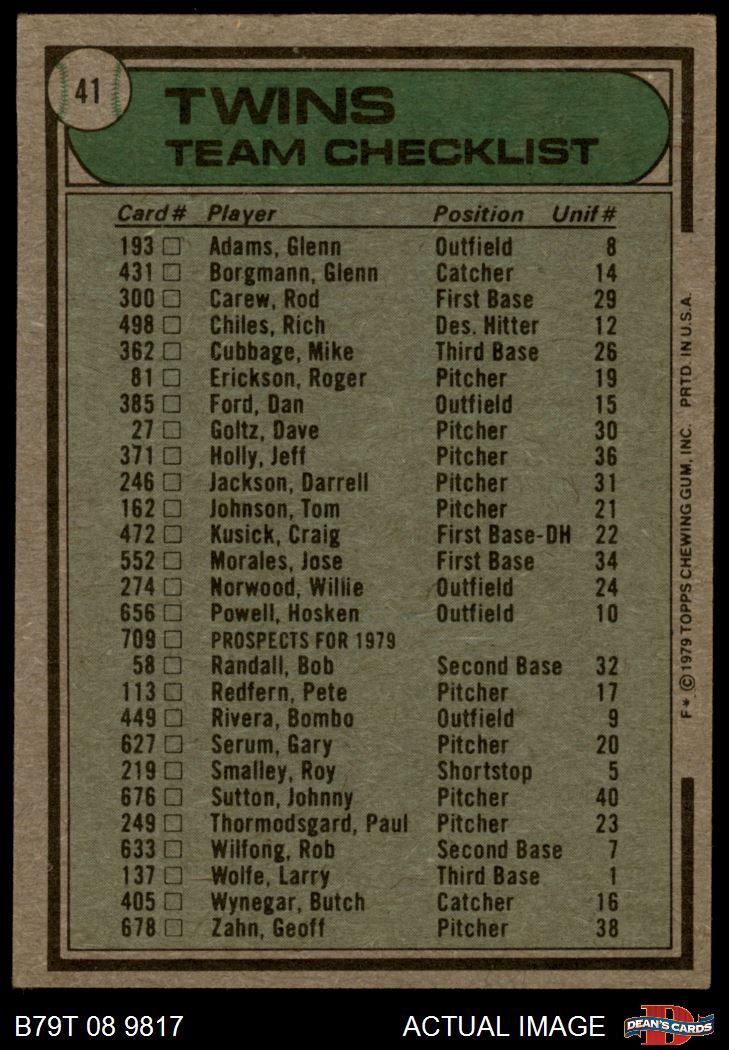 41
TWINS
TEAM CHECKLIST
Card # Player Position Unif #
193 Adams, Glenn Outfield 8
431 Borgmann, Glenn Catcher 14
300 Carew, Rod First Base 29
498 Chiles, Rich Des. Hitter 12
362 Cubbage, Mike Third Base 26
81 Erickson, Roger Pitcher 19
385 Ford, Dan Outfield 15
27 Goltz, Dave Pitcher 30
371 Holly, Jeff Pitcher 36
246 Jackson, Darrell Pitcher 31
162 Johnson, Tom Pitcher 21
472 Kusick, Craig First Base-DH 22
552 Morales, Jose First Base 34
274 Norwood, Willie Outfield 24
656 Powell, Hosken Outfield 10
709 PROSPECTS FOR 1979
58 Randall, Bob Second Base 32
113 Redfern, Pete Pitcher 17
449 Rivera, Bombo Outfield 9
627 Serum, Gary Pitcher 20
219 Smalley, Roy Shortstop 5
676 Sutton, Johnny Pitcher 40
249 Thormodsgard, Paul Pitcher 23
633 Wilfong, Rob Second Base 7
137 Wolfe, Larry Third Base 1
405 Wynegar, Butch Catcher 16
678 Zahn, Geoff Pitcher 38
F* © 1979 TOPPS CHEWING GUM, INC. PRTD. IN U.S.A.
B79T 08 9817 ACTUAL IMAGE
D
DEAN'S CARDS